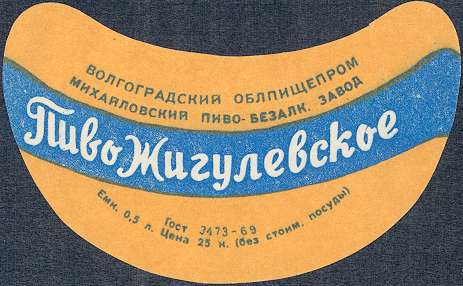 ВОЛГОГРАДСКИЙ ОБЛПИЩЕПРОМ
МИХАЙЛОВСКИЙ ПИВО-БЕЗАЛК. ЗАВОД
Пиво Жигулевское
Гост 3473-69
Емк. 0,5 л. Цена 25 к. (без стоим. посуды)